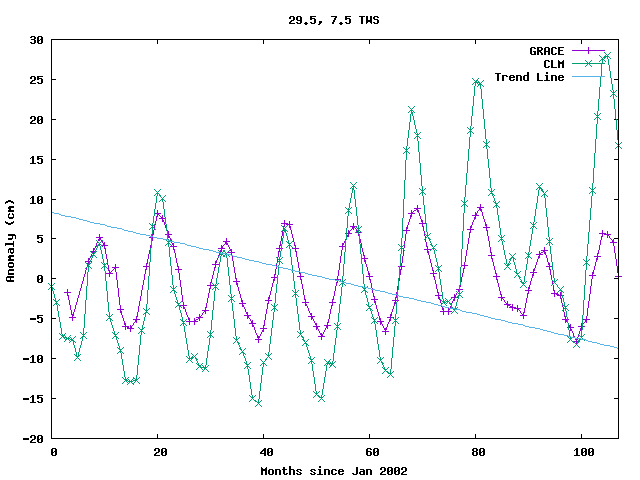 29.5, 7.5 TWS
GRACE
CLM
Trend Line
Anomaly (cm)
30
25
20
15
10
5
0
-5
-10
-15
-20
0 20 40 60 80 100
Months since Jan 2002